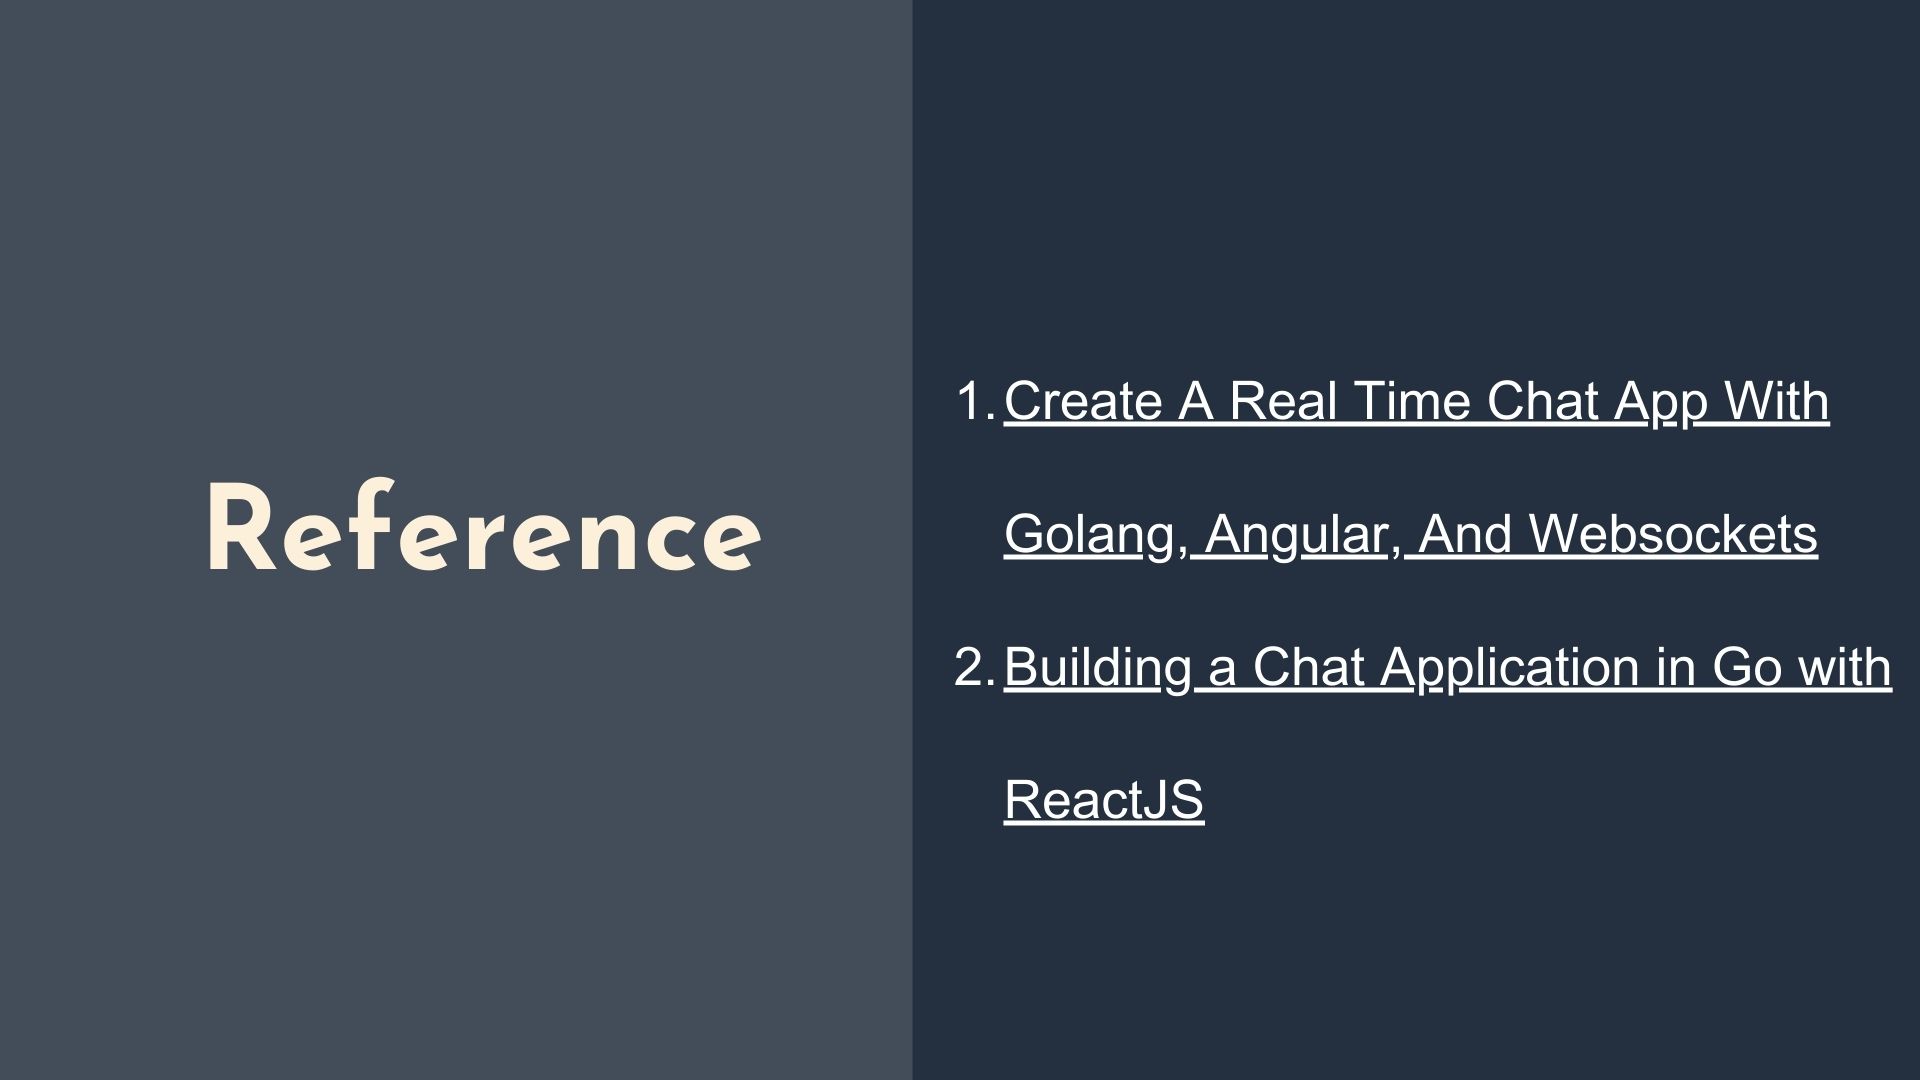 Reference
1. Create A Real Time Chat App With
Golang, Angular, And Websockets
2. Building a Chat Application in Go with
ReactJS